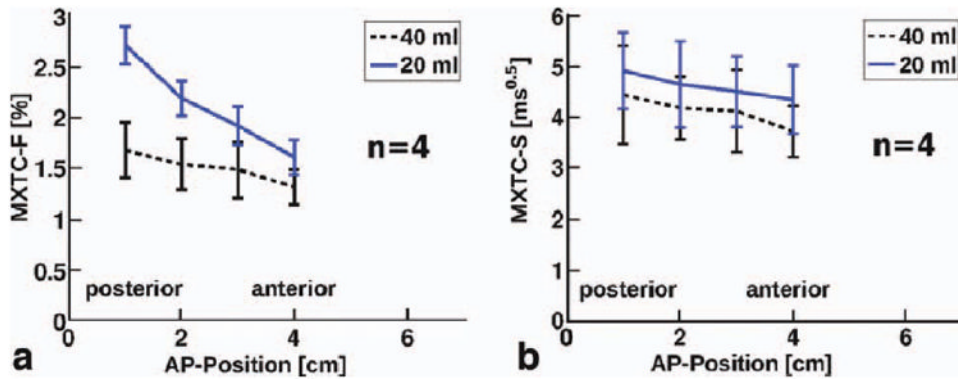 3
2.5
2
1.5
1
0.5
0
MXTC-F [%]
40 ml
20 ml
n=4
posterior anterior
0 2 4 6
AP-Position [cm]
a
6
5
4
3
2
1
0
MXTC-S [ms^0.5]
40 ml
20 ml
n=4
posterior anterior
0 2 4 6
AP-Position [cm]
b